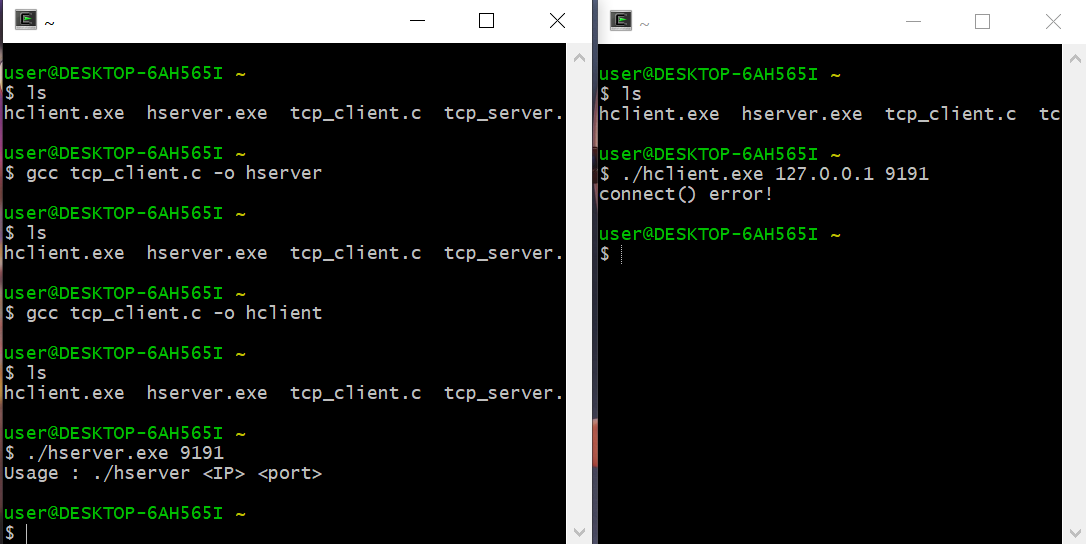 ~
user@DESKTOP-6AH565I ~
$ ls
hclient.exe  hserver.exe  tcp_client.c  tcp_server.
user@DESKTOP-6AH565I ~
$ gcc tcp_client.c -o hserver
user@DESKTOP-6AH565I ~
$ ls
hclient.exe  hserver.exe  tcp_client.c  tcp_server.
user@DESKTOP-6AH565I ~
$ gcc tcp_client.c -o hclient
user@DESKTOP-6AH565I ~
$ ls
hclient.exe  hserver.exe  tcp_client.c  tcp_server.
user@DESKTOP-6AH565I ~
$ ./hserver.exe 9191
Usage : ./hserver <IP> <port>
user@DESKTOP-6AH565I ~
$
~
user@DESKTOP-6AH565I ~
$ ls
hclient.exe  hserver.exe  tcp_client.c  tc
user@DESKTOP-6AH565I ~
$ ./hclient.exe 127.0.0.1 9191
connect() error!
user@DESKTOP-6AH565I ~
$